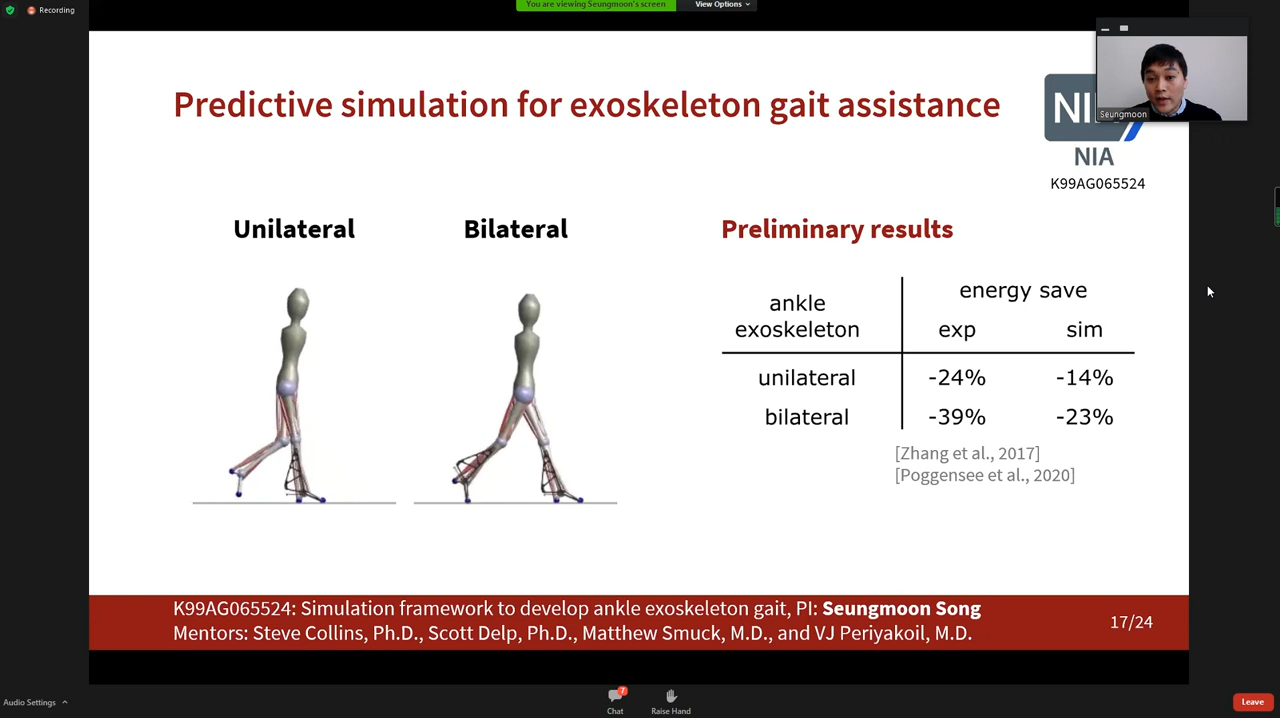 Recording
You are viewing Seungmoon's screen
View Options
Predictive simulation for exoskeleton gait assistance
NIA
K99AG065524
Seungmoon
Unilateral
Bilateral
Preliminary results
ankle
exoskeleton
energy save
exp
sim
unilateral
-24%
-14%
bilateral
-39%
-23%
[Zhang et al., 2017]
[Poggensee et al., 2020]
K99AG065524: Simulation framework to develop ankle exoskeleton gait, PI: Seungmoon Song
Mentors: Steve Collins, Ph.D., Scott Delp, Ph.D., Matthew Smuck, M.D., and VJ Periyakoil, M.D.
17/24
Audio Settings
7
Chat
Raise Hand
Leave